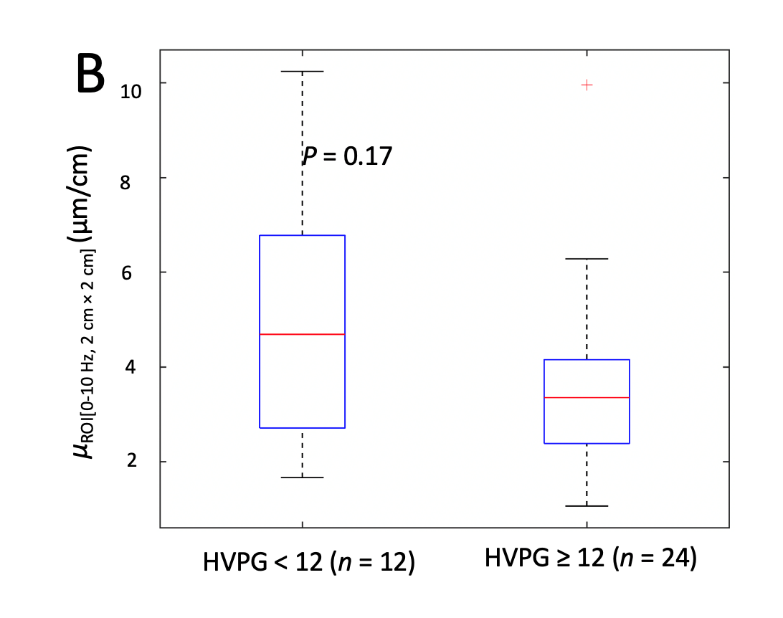 B
10
P = 0.17
8
6
4
2
μROI[0-10 Hz, 2 cm × 2 cm] (μm/cm)
HVPG < 12 (n = 12)
HVPG ≥ 12 (n = 24)